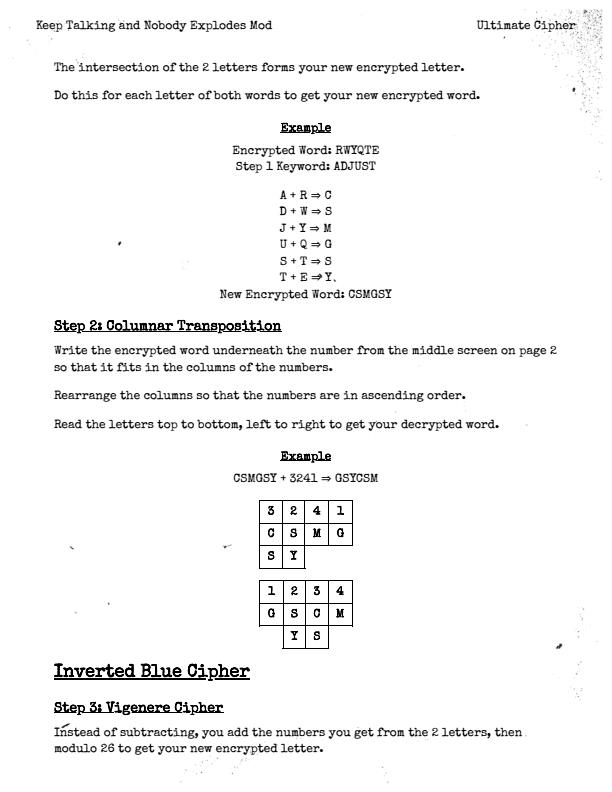 Keep Talking and Nobody Explodes Mod Ultimate Cipher
The intersection of the 2 letters forms your new encrypted letter.
Do this for each letter of both words to get your new encrypted word.
Example
Encrypted Word: RWYQTE
Step 1 Keyword: ADJUST
A + R ⇒ C
D + W ⇒ S
J + Y ⇒ M
U + Q ⇒ G
S + T ⇒ S
T + E ⇒ Y
New Encrypted Word: CSMGSY
Step 2: Columnar Transposition
Write the encrypted word underneath the number from the middle screen on page 2
so that it fits in the columns of the numbers.
Rearrange the columns so that the numbers are in ascending order.
Read the letters top to bottom, left to right to get your decrypted word.
Example
CSMGSY + 3241 ⇒ GSYCSM
3 2 4 1
C S M G
S Y
1 2 3 4
G S C M
Y S
Inverted Blue Cipher
Step 3: Vigenere Cipher
Instead of subtracting, you add the numbers you get from the 2 letters, then
modulo 26 to get your new encrypted letter.